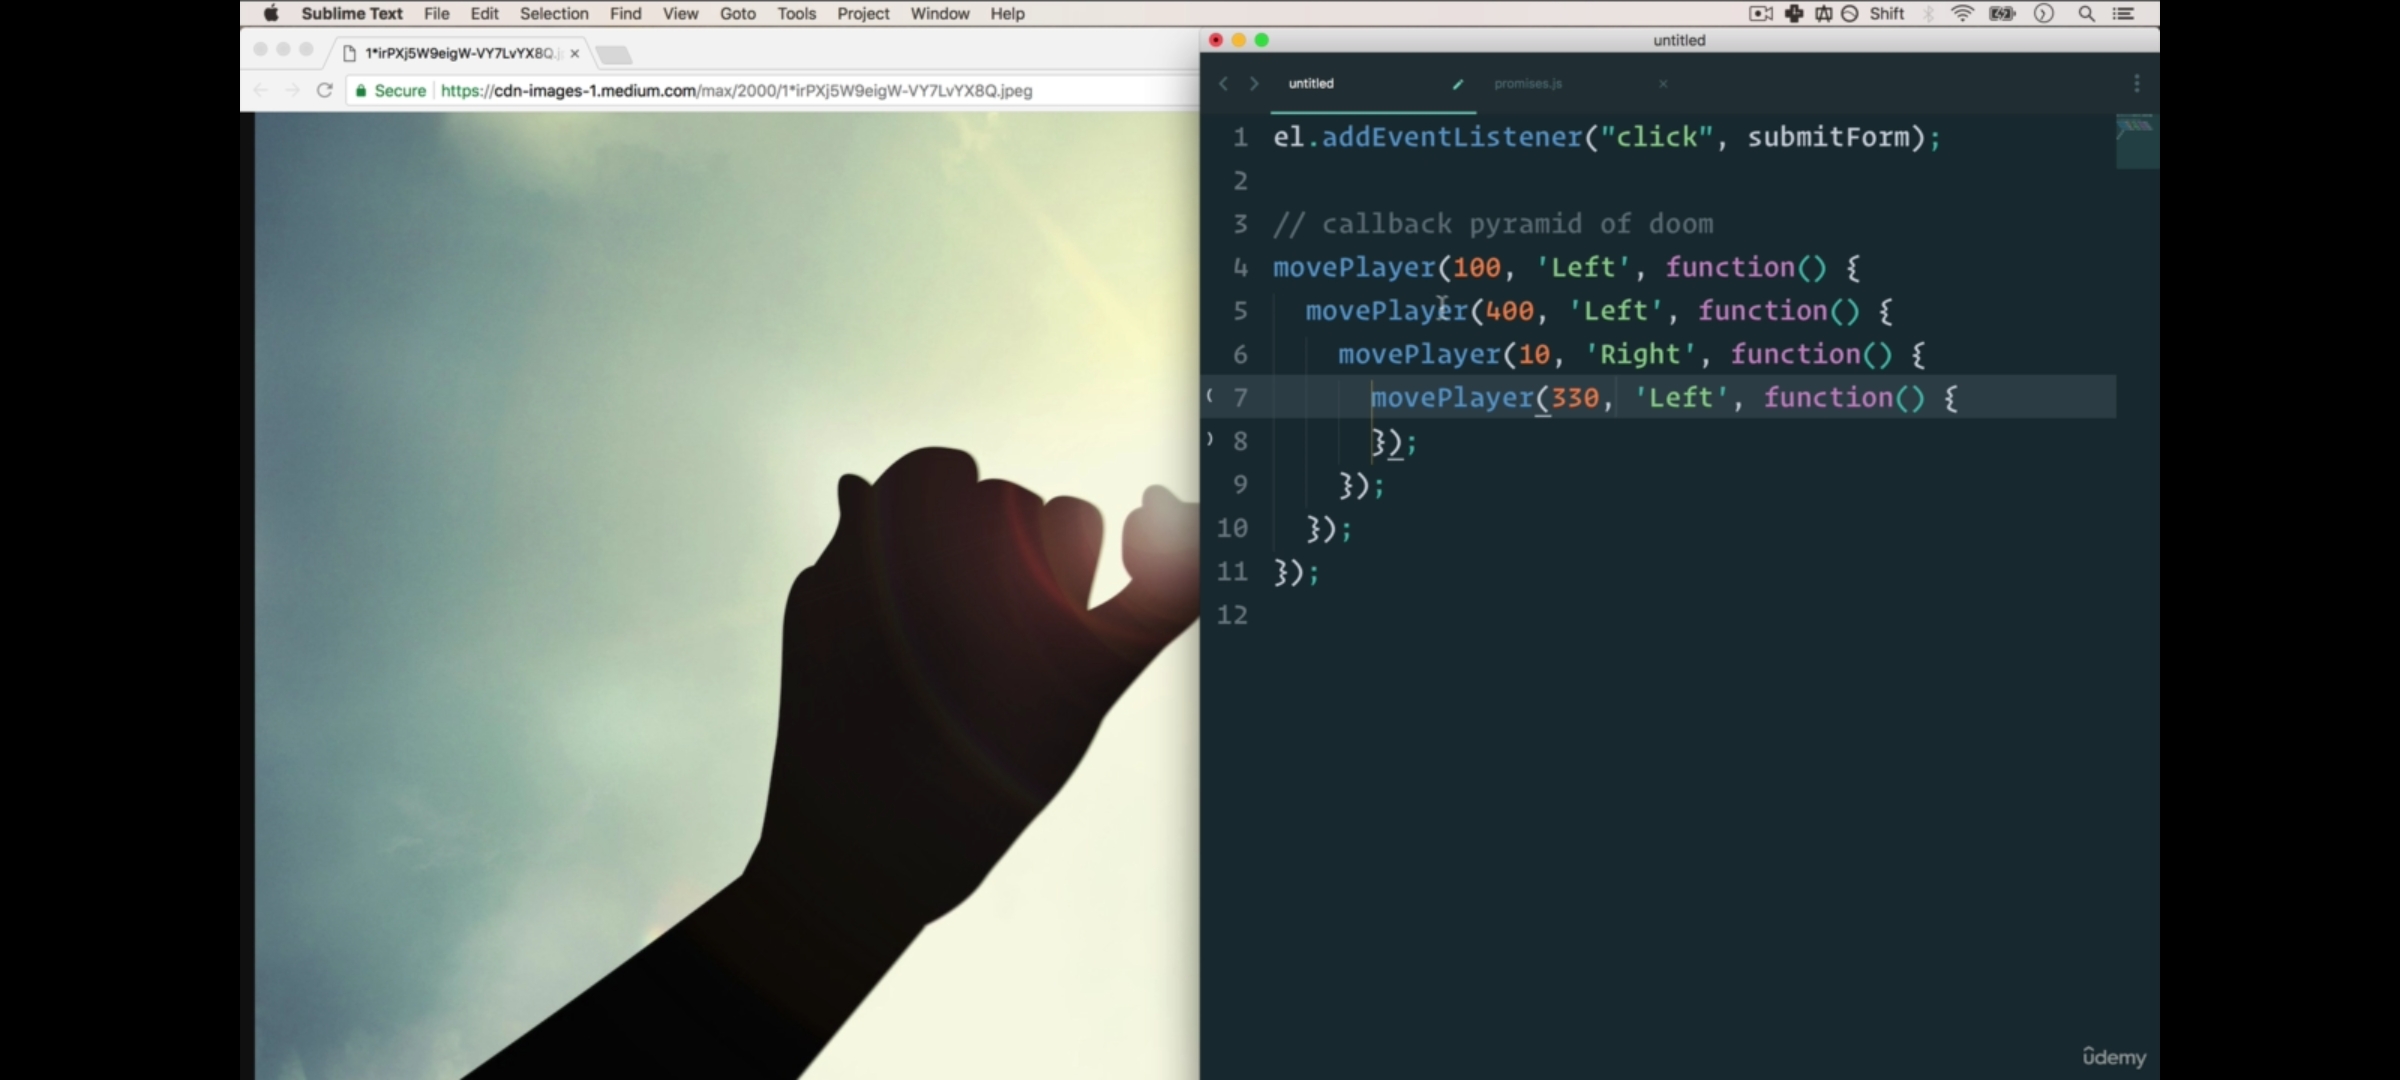 Sublime Text File Edit Selection Find View Goto Tools Project Window Help Shift
1*irPXj5W9eigW-VY7LvYX8Q.j
Secure https://cdn-images-1.medium.com/max/2000/1*irPXj5W9eigW-VY7LvYX8Q.jpeg
untitled
untitled promises.js
1 el.addEventListener("click", submitForm);
2
3 // callback pyramid of doom
4 movePlayer(100, 'Left', function() {
5 movePlayer(400, 'Left', function() {
6 movePlayer(10, 'Right', function() {
7 movePlayer(330, 'Left', function() {
8 });
9 });
10 });
11 });
12
ûdemy